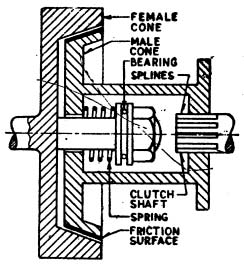 FEMALE
CONE
MALE
CONE
BEARING
SPLINES
CLUTCH
SHAFT
SPRING
FRICTION
SURFACE